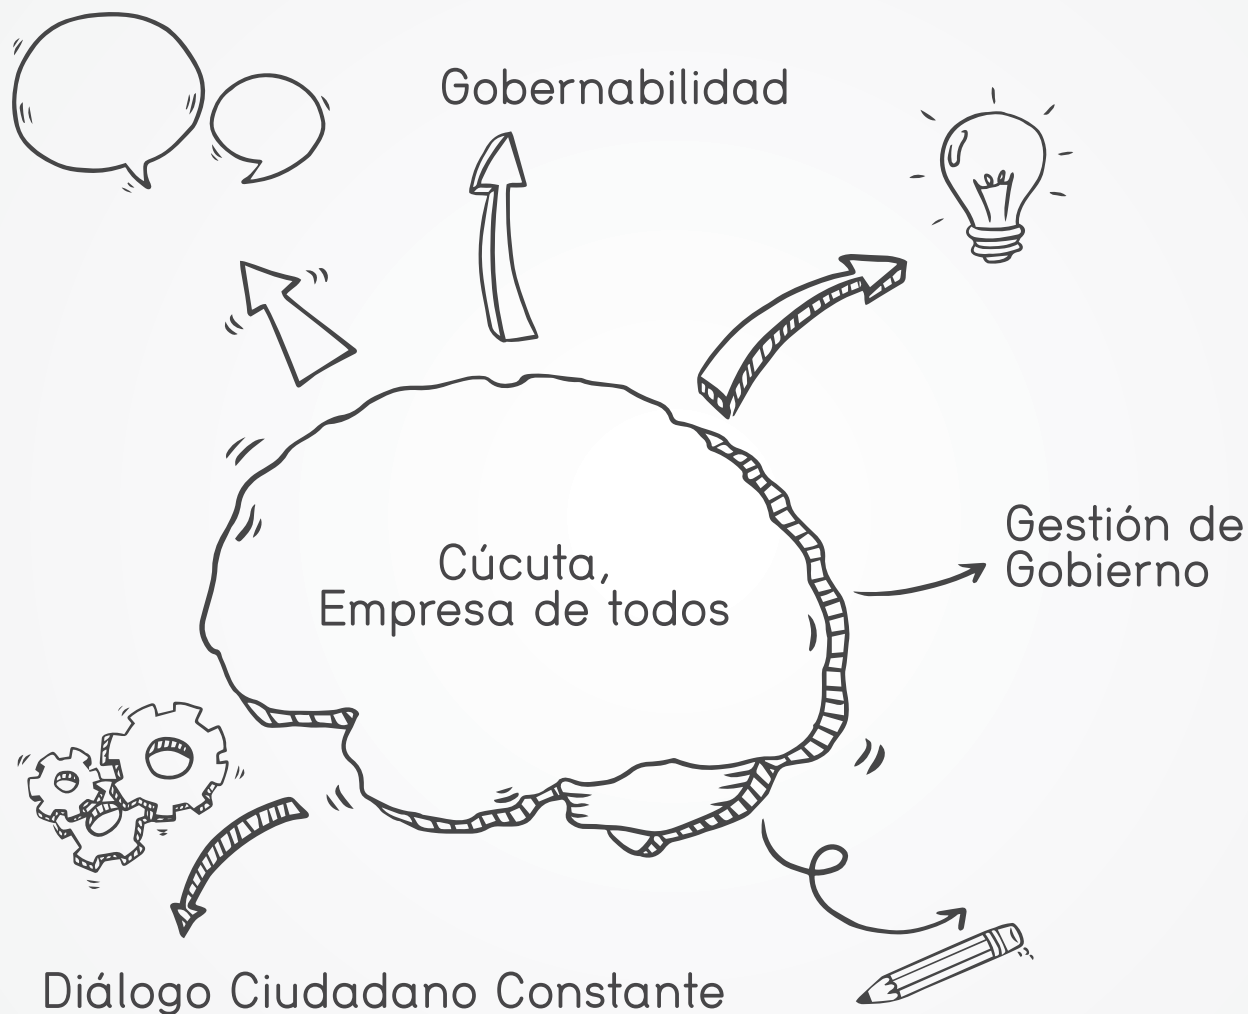 Gobernabilidad
Gestión de
Gobierno
Cúcuta,
Empresa de todos
Diálogo Ciudadano Constante